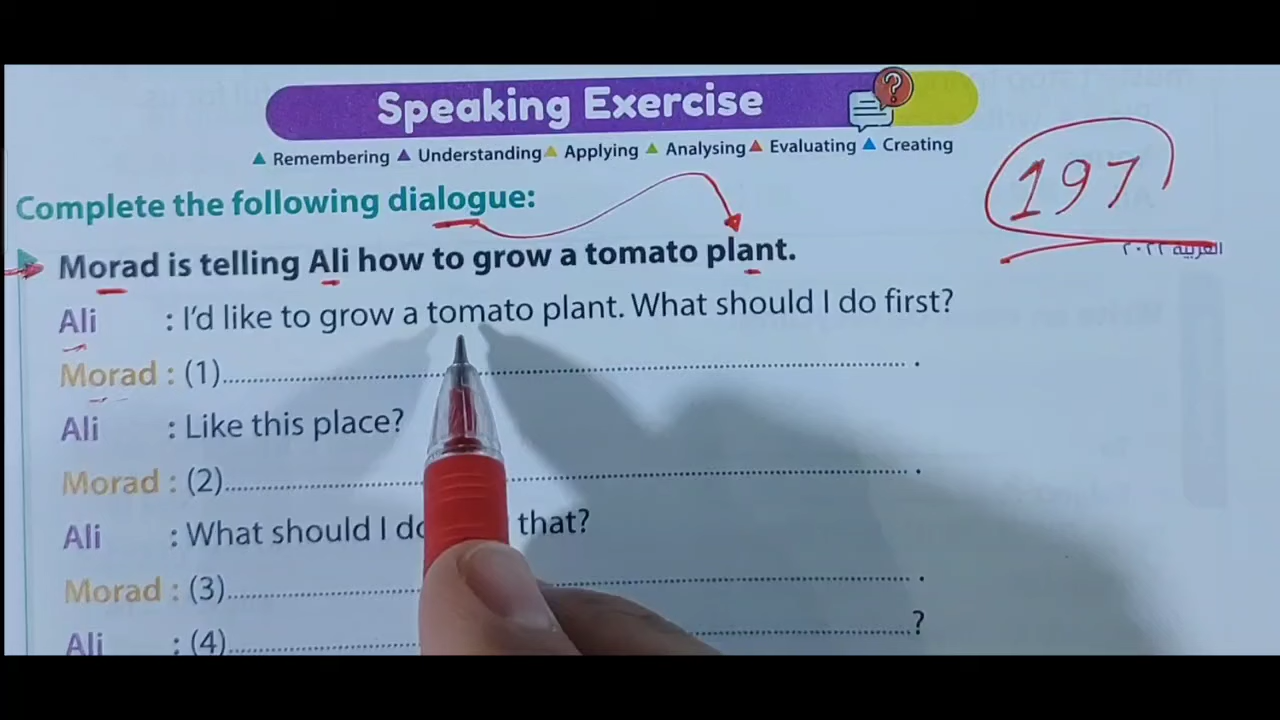 Speaking Exercise
Remembering Understanding Applying Analysing Evaluating Creating
197
Complete the following dialogue:
العربية ٢٠٢٢
Morad is telling Ali how to grow a tomato plant.
Ali : I'd like to grow a tomato plant. What should I do first?
Morad : (1)............................................................................................................................................................................................................................................................................................................................................................................................................................................................................................................................................................................................................................................................................................................................................................................................................................................................................................................................................................................... .
Ali : Like this place?
Morad : (2)........................................................ .
Ali : What should I do that?
Morad : (3)........................................................ .
Ali : (4)........................................................?